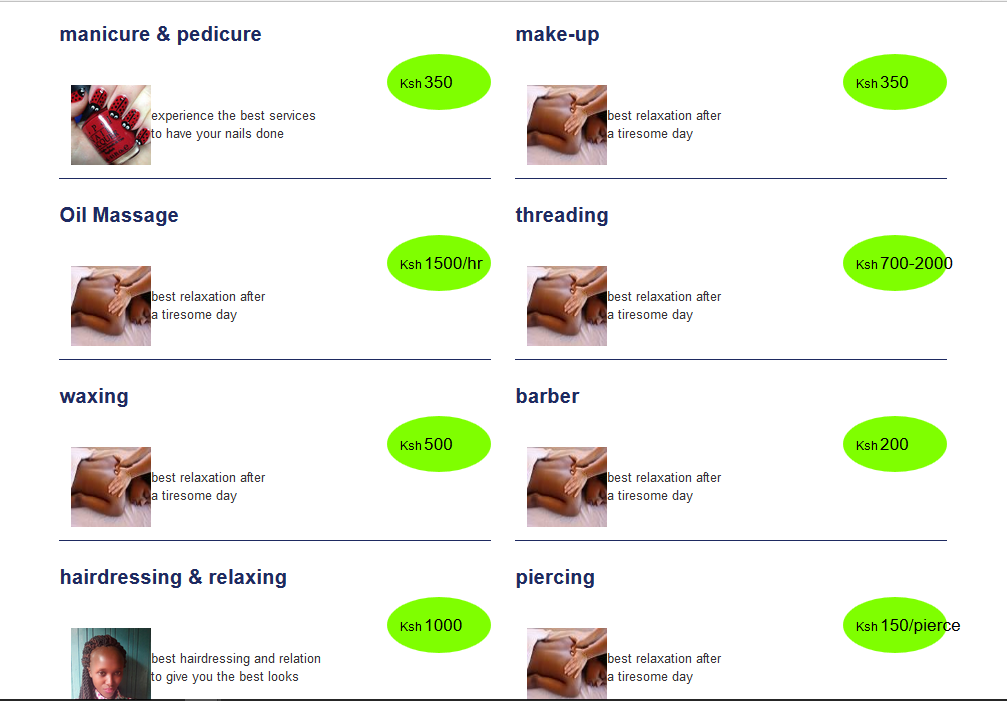 manicure & pedicure
Ksh 350
experience the best services
to have your nails done
make-up
Ksh 350
best relaxation after
a tiresome day
Oil Massage
Ksh 1500/hr
best relaxation after
a tiresome day
threading
Ksh 700-2000
best relaxation after
a tiresome day
waxing
Ksh 500
best relaxation after
a tiresome day
barber
Ksh 200
best relaxation after
a tiresome day
hairdressing & relaxing
Ksh 1000
best hairdressing and relation
to give you the best looks
piercing
Ksh 150/pierce
best relaxation after
a tiresome day